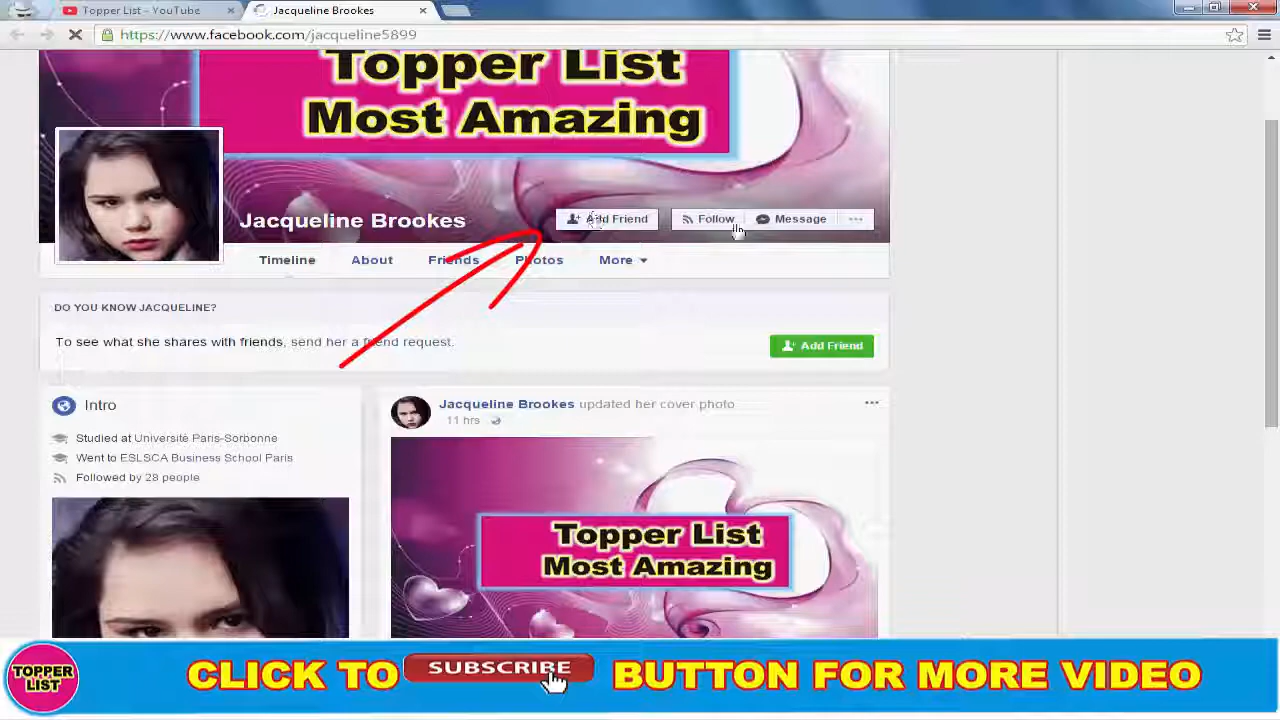 Topper List - YouTube
Jacqueline Brookes
https://www.facebook.com/jacqueline5899
Topper List
Most Amazing
Jacqueline Brookes
Add Friend
Follow
Message
Timeline
About
Friends
Photos
More
DO YOU KNOW JACQUELINE?
To see what she shares with friends, send her a friend request.
Add Friend
Intro
Studied at Université Paris-Sorbonne
Went to ESLSCA Business School Paris
Followed by 28 people
Jacqueline Brookes updated her cover photo
11 hrs
Topper List
Most Amazing
TOPPER
LIST
CLICK TO SUBSCRIBE BUTTON FOR MORE VIDEO